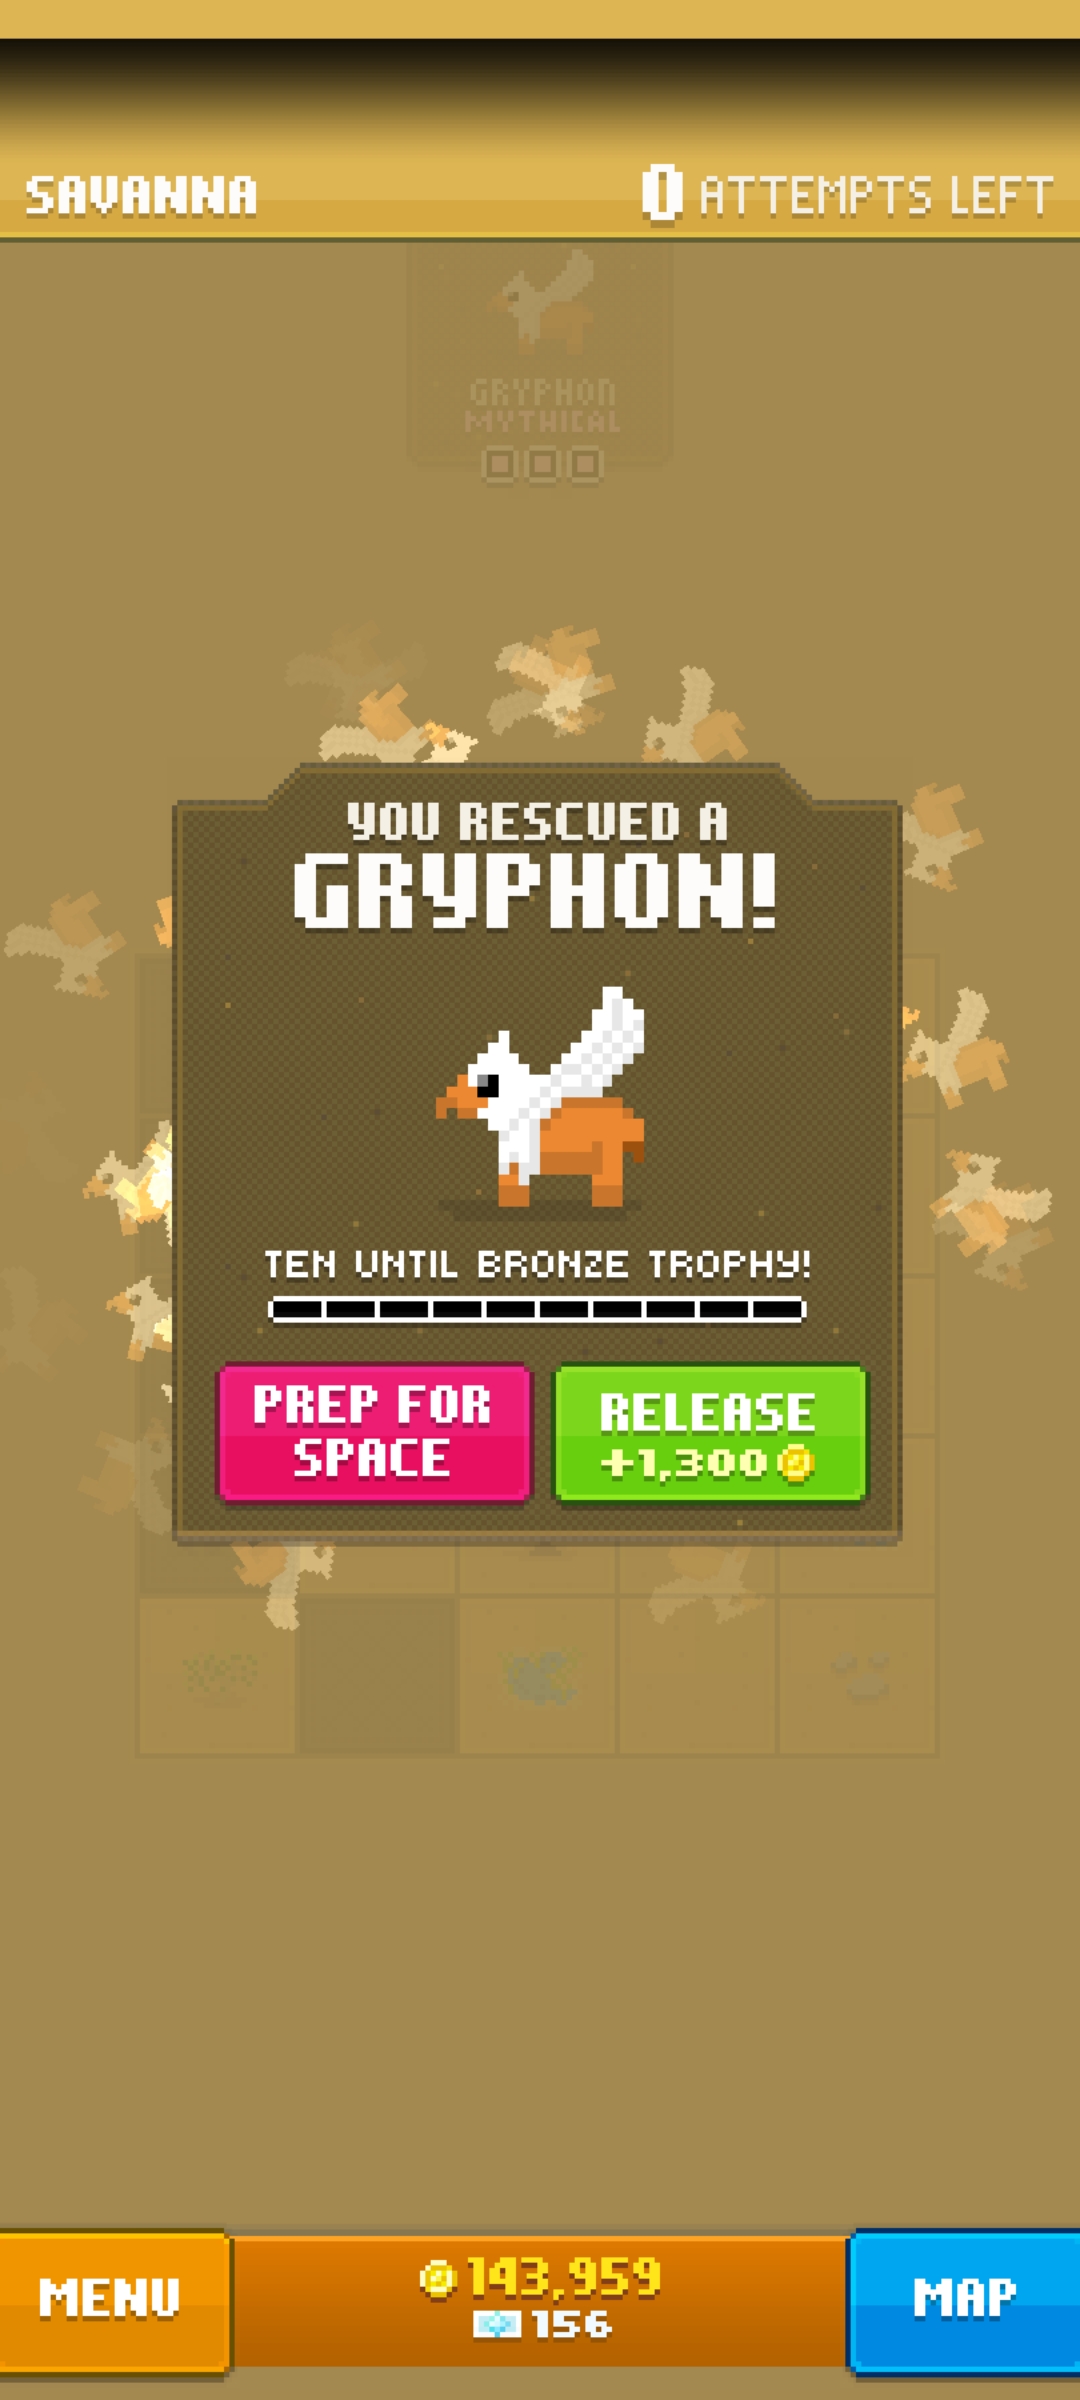 SAVANNA
0 ATTEMPTS LEFT
GRYPHON
MYTHICAL
YOU RESCUED A
GRYPHON!
TEN UNTIL BRONZE TROPHY!
PREP FOR
SPACE
RELEASE
+1,300
MENU
143,959
156
MAP